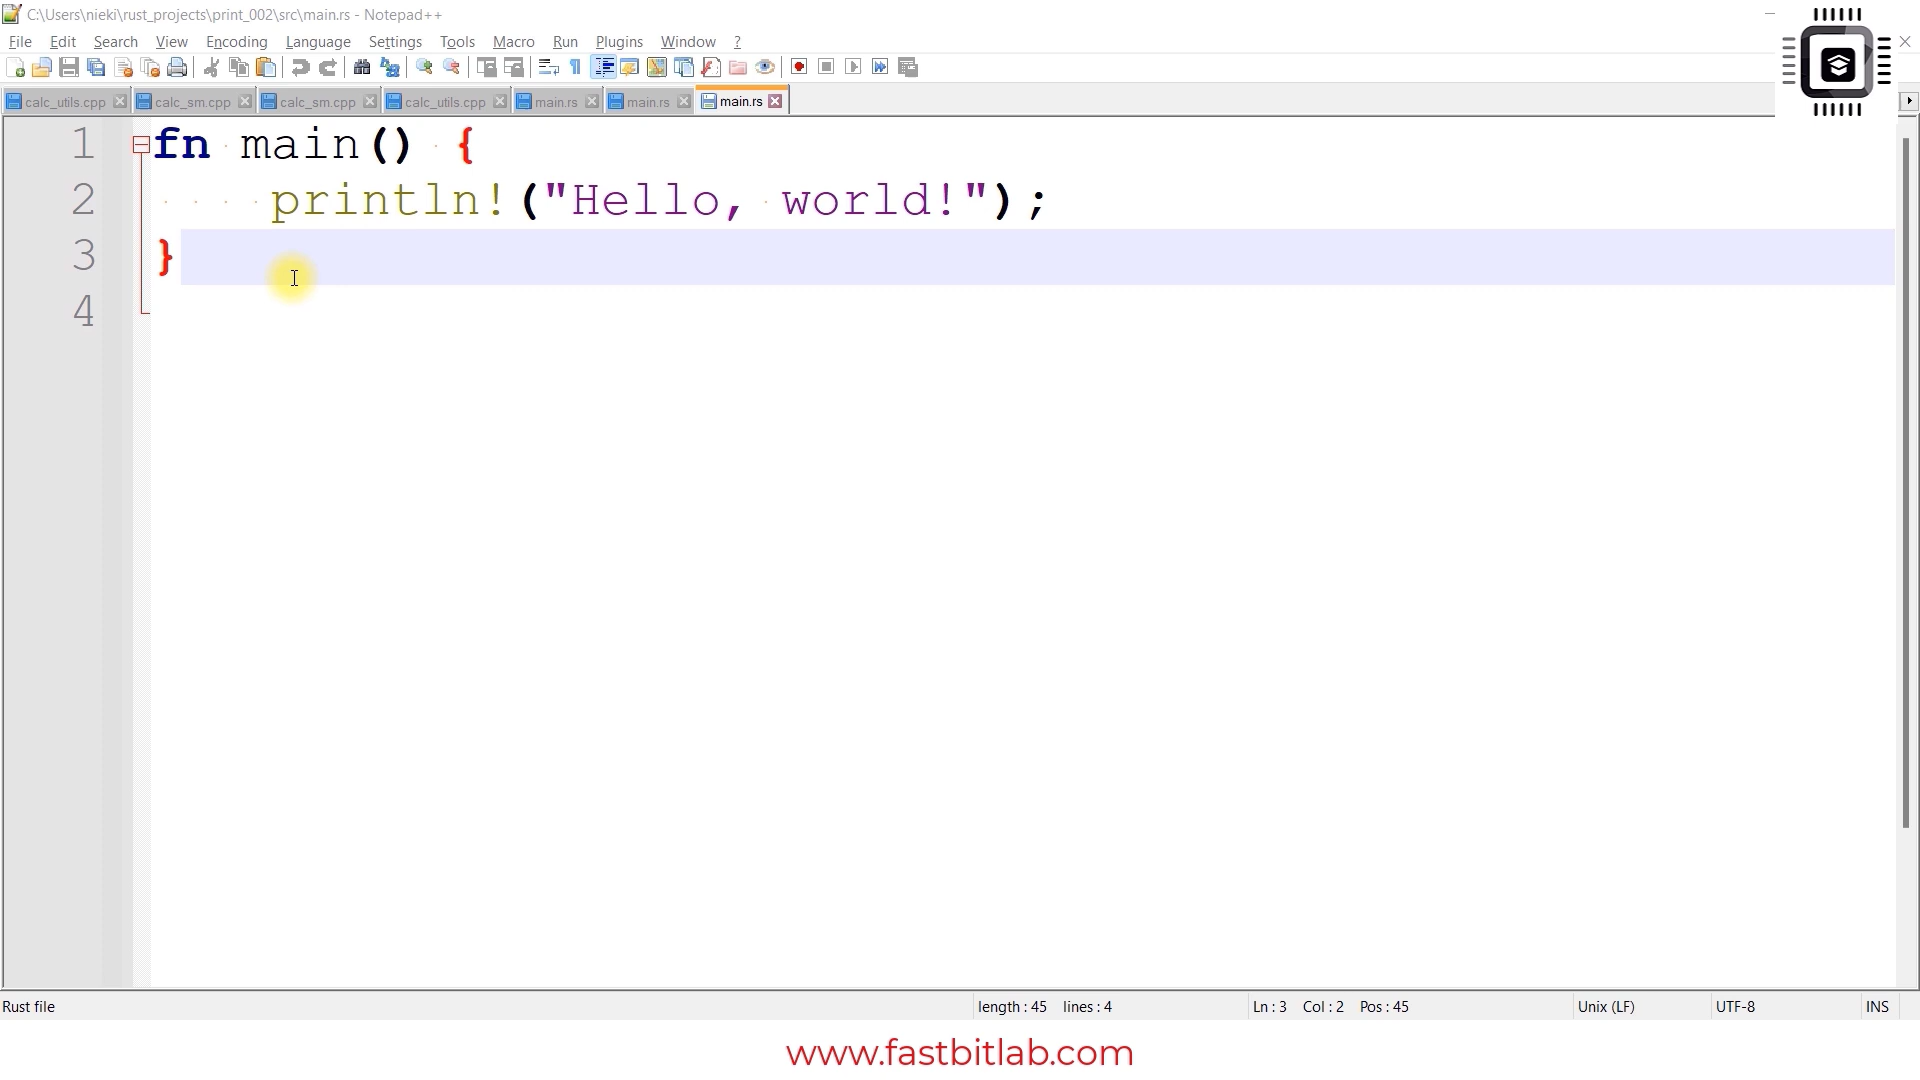 C:\Users\nieki\rust_projects\print_002\src\main.rs - Notepad++
File Edit Search View Encoding Language Settings Tools Macro Run Plugins Window ?
calc_utils.cpp calc_sm.cpp calc_sm.cpp calc_utils.cpp main.rs main.rs main.rs
1 fn main() {
2 println!("Hello, world!");
3 }
4
Rust file length : 45 lines : 4 Ln : 3 Col : 2 Pos : 45 Unix (LF) UTF-8 INS
www.fastbitlab.com